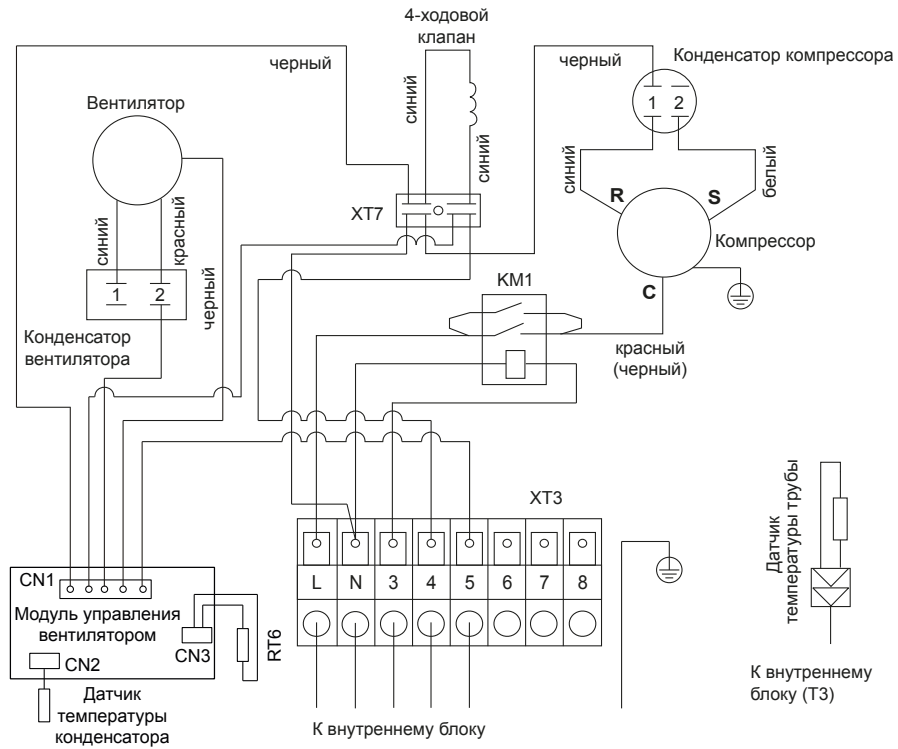 4-ходовой
клапан
черный
синий
синий
черный
Конденсатор компрессора
1 2
синий
белый
R
S
Компрессор
C
Вентилятор
синий
красный
черный
1 2
Конденсатор
вентилятора
XT7
KM1
красный
(черный)
XT3
L N 3 4 5 6 7 8
К внутреннему блоку
CN1
Модуль управления
вентилятором
CN3
CN2
RT6
Датчик
температуры
конденсатора
Датчик
температуры трубы
К внутреннему
блоку (T3)